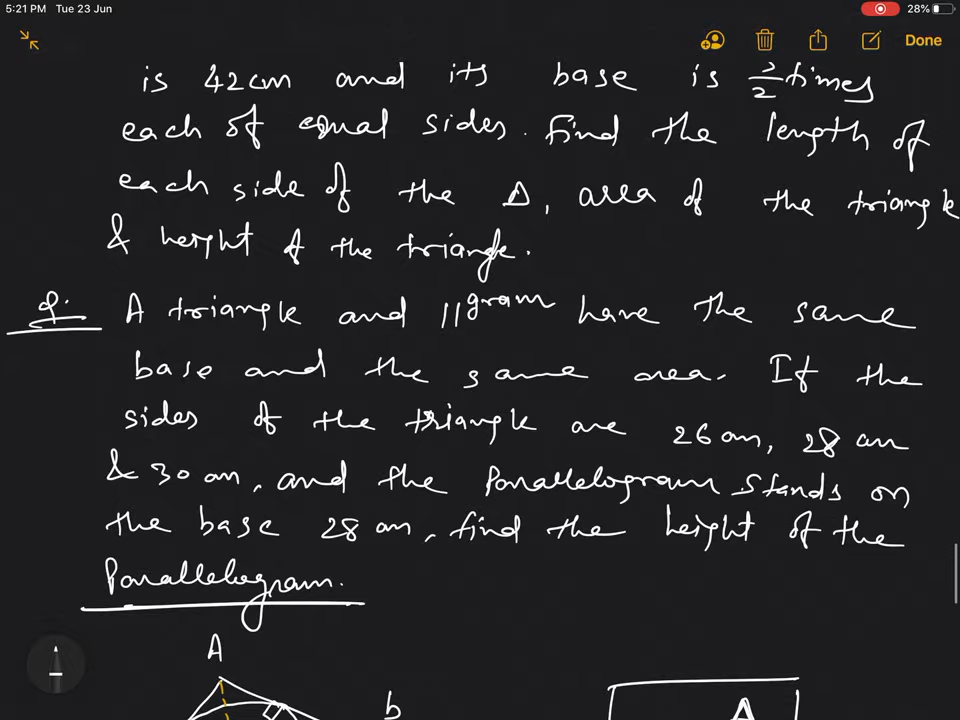 5:21 PM Tue 23 Jun
28%
Done
is 42cm and its base is 3/2 times
each of equal sides. Find the length of
each side of the Δ, area of the triangle
& height of the triangle.
Q. A triangle and ||gram have the same
base and the same area. If the
sides of the triangle are 26 cm, 28 cm
& 30 cm, and the Parallelogram stands on
the base 28 cm, find the height of the
Parallelogram.
A
b
A